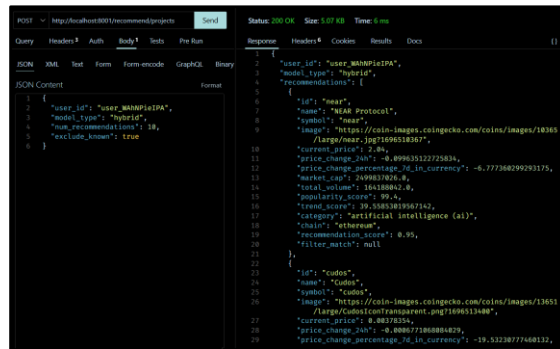 POST http://localhost:8001/recommend/projects Send
Status: 200 OK Size: 5.07 KB Time: 6 ms
Query Headers 3 Auth Body 1 Tests Pre Run
Response Headers 6 Cookies Results Docs
JSON XML Text Form Form-encode GraphQL Binary
JSON Content Format
1 {
2 "user_id": "user_WAhNPieIPA",
3 "model_type": "hybrid",
4 "num_recommendations": 10,
5 "exclude_known": true
6 }
1 {
2 "user_id": "user_WAhNPieIPA",
3 "model_type": "hybrid",
4 "recommendations": [
5 {
6 "id": "near",
7 "name": "NEAR Protocol",
8 "symbol": "near",
9 "image": "https://coin-images.coingecko.com/coins/images/10365
/large/near.jpg?1696510367",
10 "current_price": 2.04,
11 "price_change_24h": -0.099635122725834,
12 "price_change_percentage_7d_in_currency": -6.777360299293175,
13 "market_cap": 2499837026.0,
14 "total_volume": 164188042.0,
15 "popularity_score": 99.4,
16 "trend_score": 39.55853019567142,
17 "category": "artificial intelligence (ai)",
18 "chain": "ethereum",
19 "recommendation_score": 0.95,
20 "filter_match": null
21 },
22 {
23 "id": "cudos",
24 "name": "Cudos",
25 "symbol": "cudos",
26 "image": "https://coin-images.coingecko.com/coins/images/13651
/large/CudosIconTransparent.png?1696513400",
27 "current_price": 0.00378354,
28 "price_change_24h": -0.0006771068084029,
29 "price_change_percentage_7d_in_currency": -19.53230777460132,